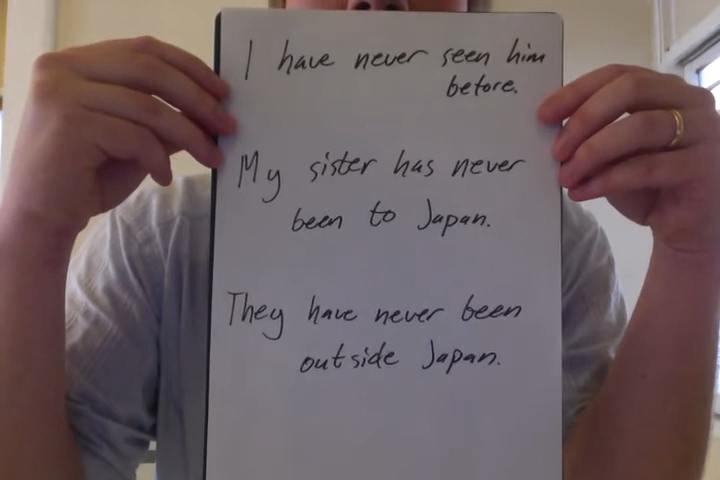 I have never seen him
before.
My sister has never
been to Japan.
They have never been
outside Japan.